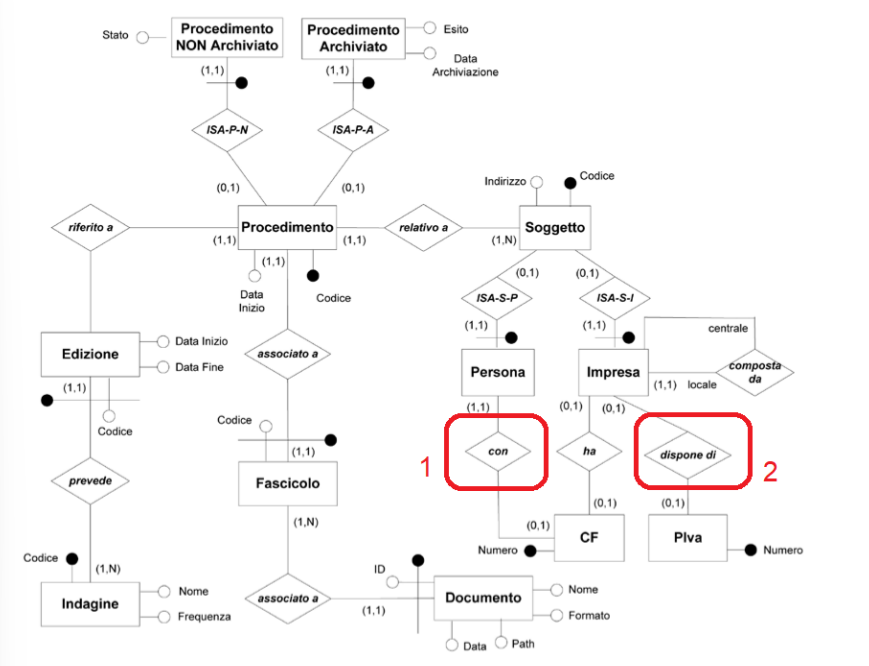 Stato
Procedimento
NON Archiviato
Procedimento
Archiviato
Esito
Data
Archiviazione
(1,1)
(1,1)
ISA-P-N
ISA-P-A
(0,1)
(0,1)
Indirizzo
Codice
riferito a
Procedimento
relativo a
Soggetto
(1,1)
(1,1)
(1,N)
(1,1)
Data
Inizio
Codice
(0,1)
(0,1)
ISA-S-P
ISA-S-I
(1,1)
(1,1)
centrale
Edizione
Data Inizio
Data Fine
associato a
Persona
Impresa
composta
da
(1,1)
locale
(1,1)
Codice
(1,1)
(0,1)
(0,1)
Codice
(1,1)
1
con
ha
dispone di
2
prevede
Fascicolo
(0,1)
(0,1)
(1,N)
(0,1)
CF
PIva
Numero
Numero
Codice
(1,N)
ID
Indagine
Nome
Frequenza
associato a
(1,1)
Documento
Nome
Formato
Data
Path